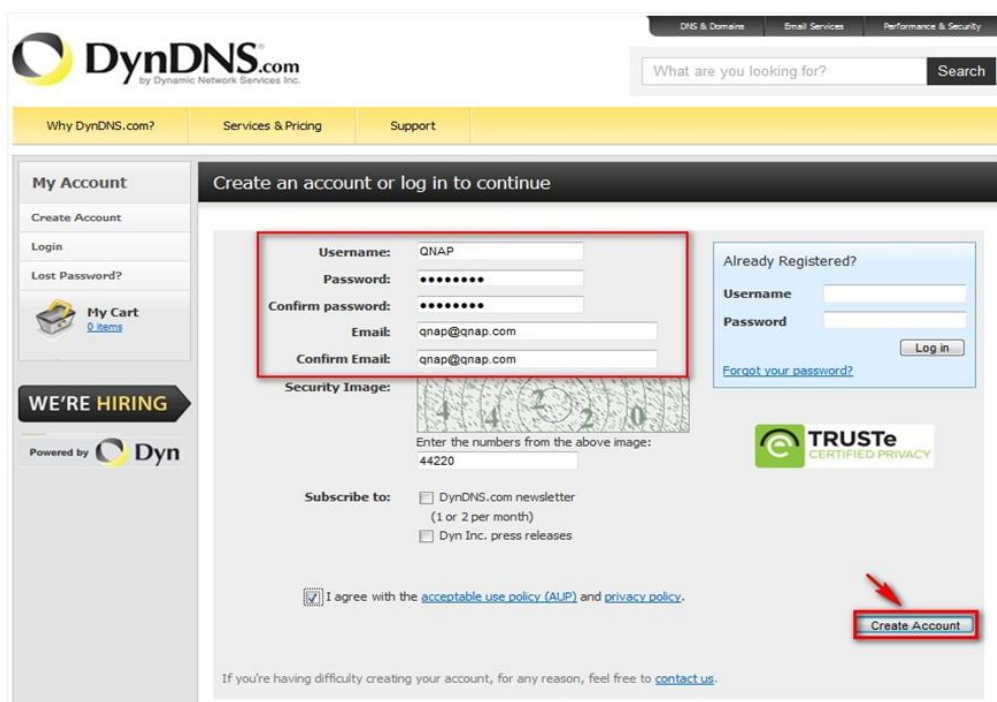 DNS & Domains Email Services Performance & Security
DynDNS.com
by Dynamic Network Services Inc.
What are you looking for? Search
Why DynDNS.com? Services & Pricing Support
My Account
Create Account
Login
Lost Password?
My Cart
0 items
WE'RE HIRING
Powered by Dyn
Create an account or log in to continue
Username: QNAP
Password: ••••••••
Confirm password: ••••••••
Email: qnap@qnap.com
Confirm Email: qnap@qnap.com
Security Image: 4 4 2 2 0
Enter the numbers from the above image:
44220
Subscribe to: DynDNS.com newsletter
(1 or 2 per month)
Dyn Inc. press releases
I agree with the acceptable use policy (AUP) and privacy policy.
Create Account
If you're having difficulty creating your account, for any reason, feel free to contact us.
Already Registered?
Username
Password
Log in
Forgot your password?
TRUSTe
CERTIFIED PRIVACY